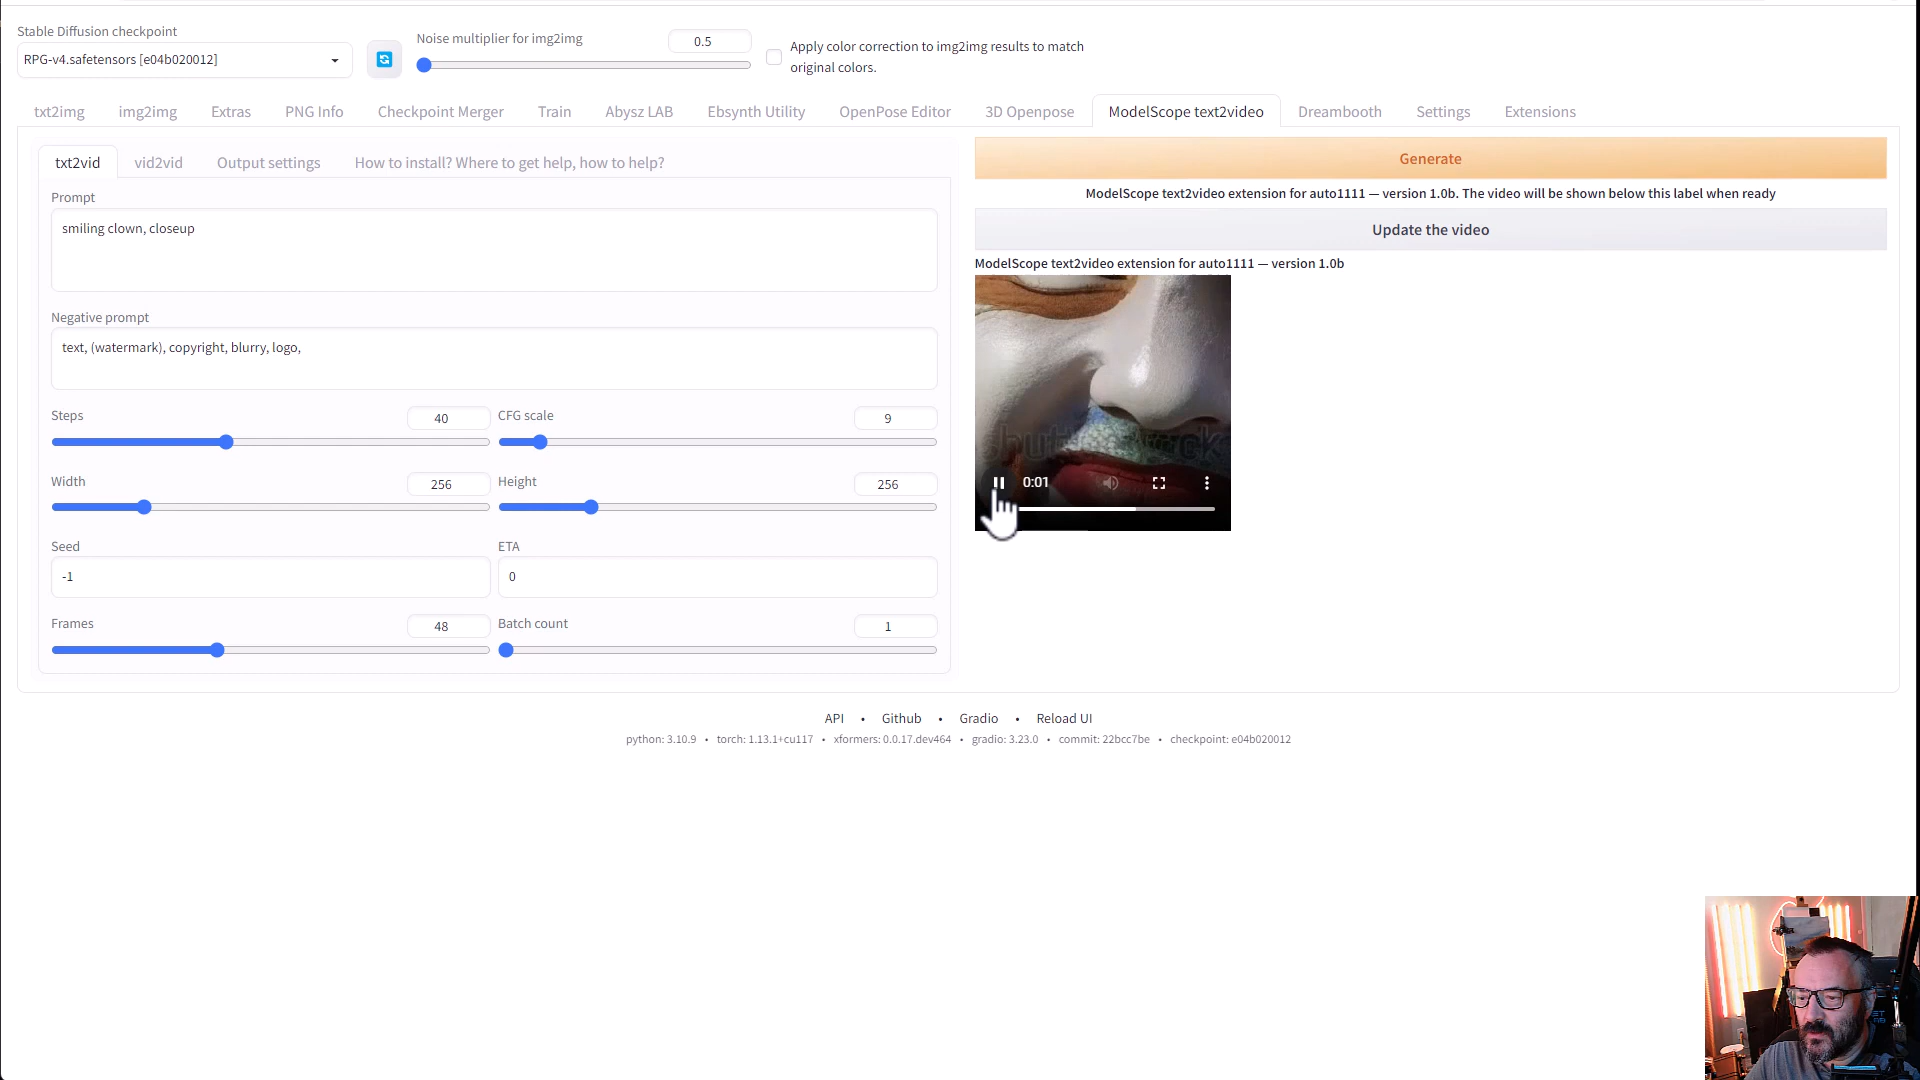 Stable Diffusion checkpoint
RPG-v4.safetensors [e04b020012]
Noise multiplier for img2img
0.5
Apply color correction to img2img results to match
original colors.
txt2img
img2img
Extras
PNG Info
Checkpoint Merger
Train
Abysz LAB
Ebsynth Utility
OpenPose Editor
3D Openpose
ModelScope text2video
Dreambooth
Settings
Extensions
txt2vid
vid2vid
Output settings
How to install? Where to get help, how to help?
Prompt
smiling clown, closeup
Negative prompt
text, (watermark), copyright, blurry, logo,
Steps
40
CFG scale
9
Width
256
Height
256
Seed
-1
ETA
0
Frames
48
Batch count
1
Generate
ModelScope text2video extension for auto1111 — version 1.0b. The video will be shown below this label when ready
Update the video
ModelScope text2video extension for auto1111 — version 1.0b
0:01
API • Github • Gradio • Reload UI
python: 3.10.9 • torch: 1.13.1+cu117 • xformers: 0.0.17.dev464 • gradio: 3.23.0 • commit: 22bcc7be • checkpoint: e04b020012